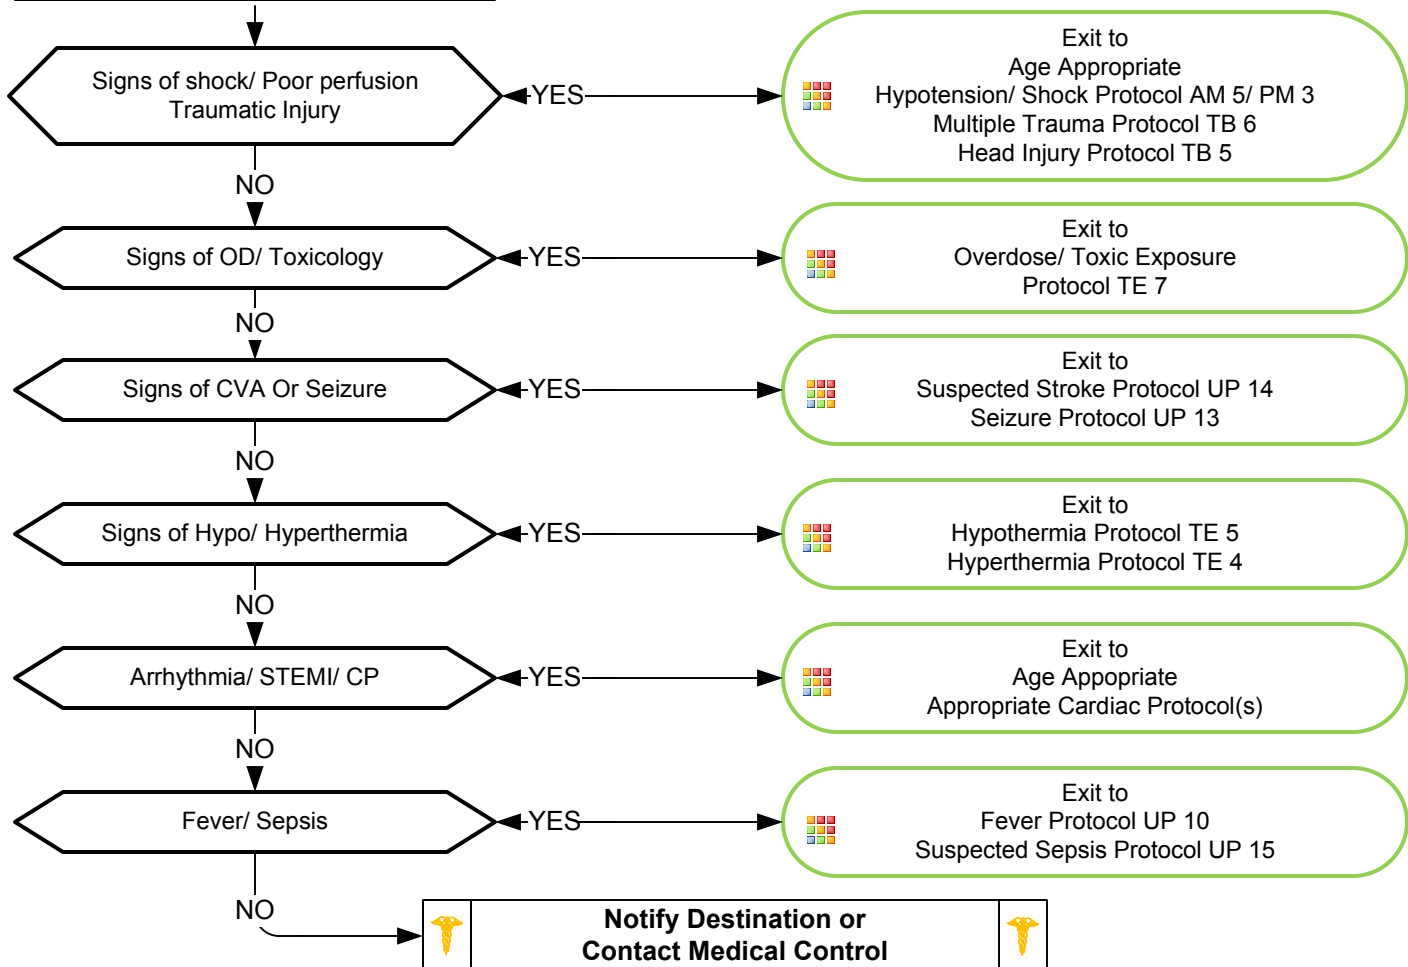 Signs of shock/ Poor perfusion
Traumatic Injury
YES
Exit to
Age Appropriate
Hypotension/ Shock Protocol AM 5/ PM 3
Multiple Trauma Protocol TB 6
Head Injury Protocol TB 5
NO
Signs of OD/ Toxicology
YES
Exit to
Overdose/ Toxic Exposure
Protocol TE 7
NO
Signs of CVA Or Seizure
YES
Exit to
Suspected Stroke Protocol UP 14
Seizure Protocol UP 13
NO
Signs of Hypo/ Hyperthermia
YES
Exit to
Hypothermia Protocol TE 5
Hyperthermia Protocol TE 4
NO
Arrhythmia/ STEMI/ CP
YES
Exit to
Age Appopriate
Appropriate Cardiac Protocol(s)
NO
Fever/ Sepsis
YES
Exit to
Fever Protocol UP 10
Suspected Sepsis Protocol UP 15
NO
Notify Destination or
Contact Medical Control